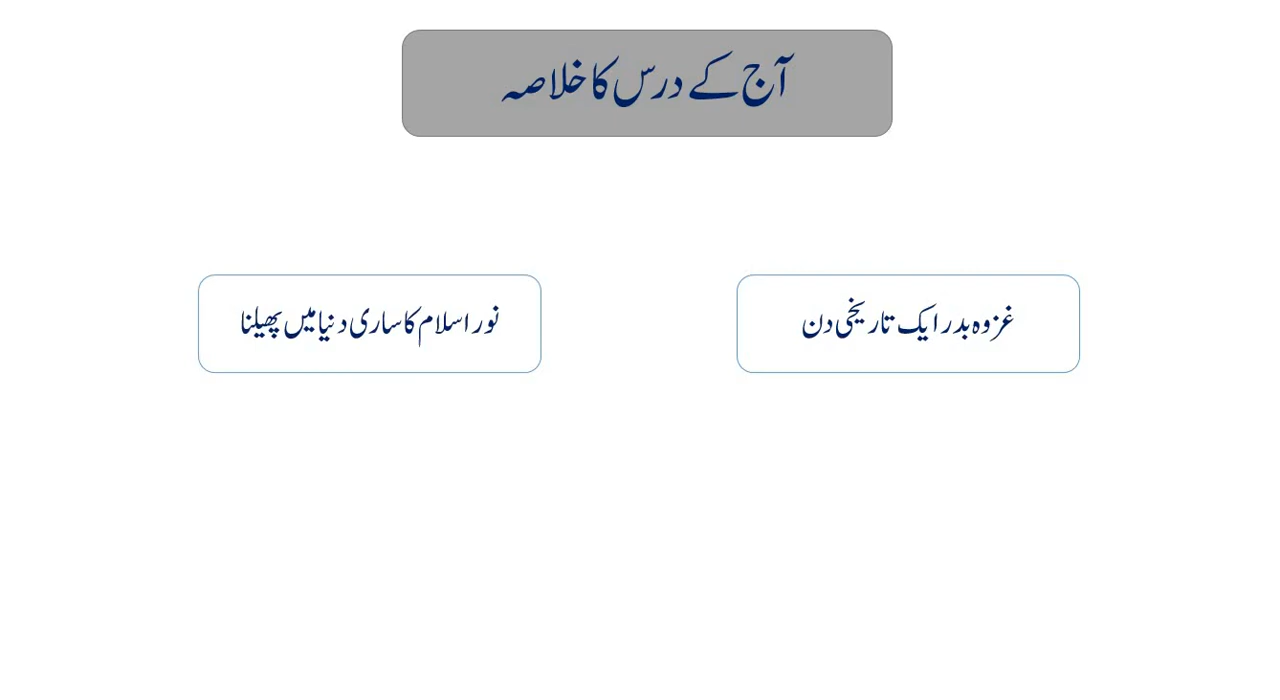 آج کے درس کا خلاصہ
غزوہ بدر ایک تاریخی دن
نور اسلام کا ساری دنیا میں پھیلنا